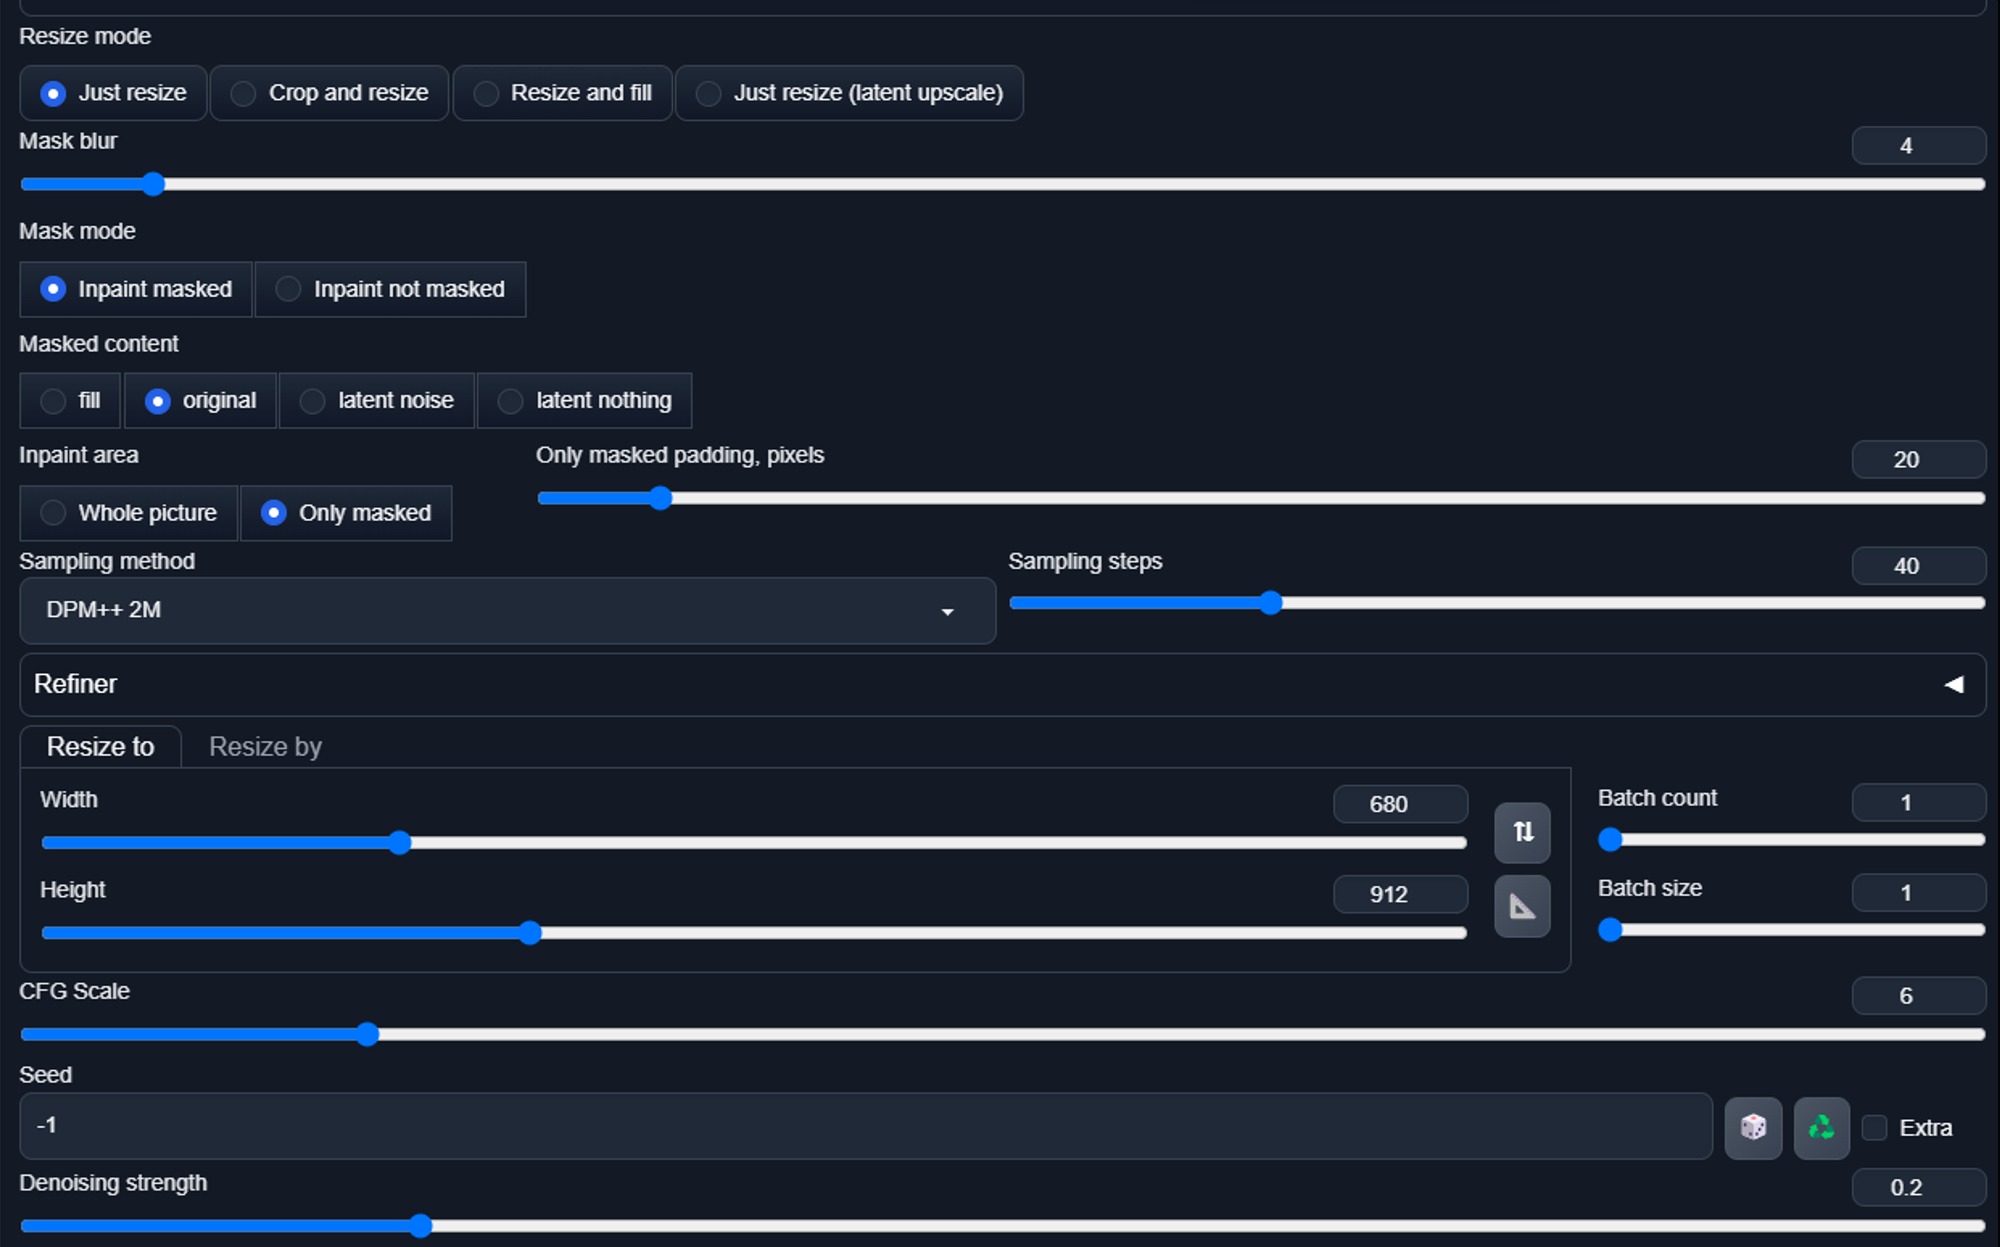 Resize mode
Just resize Crop and resize Resize and fill Just resize (latent upscale)
Mask blur 4
Mask mode
Inpaint masked Inpaint not masked
Masked content
fill original latent noise latent nothing
Inpaint area Only masked padding, pixels 20
Whole picture Only masked
Sampling method Sampling steps 40
DPM++ 2M
Refiner
Resize to Resize by
Width 680 Batch count 1
Height 912 Batch size 1
CFG Scale 6
Seed
-1 Extra
Denoising strength 0.2